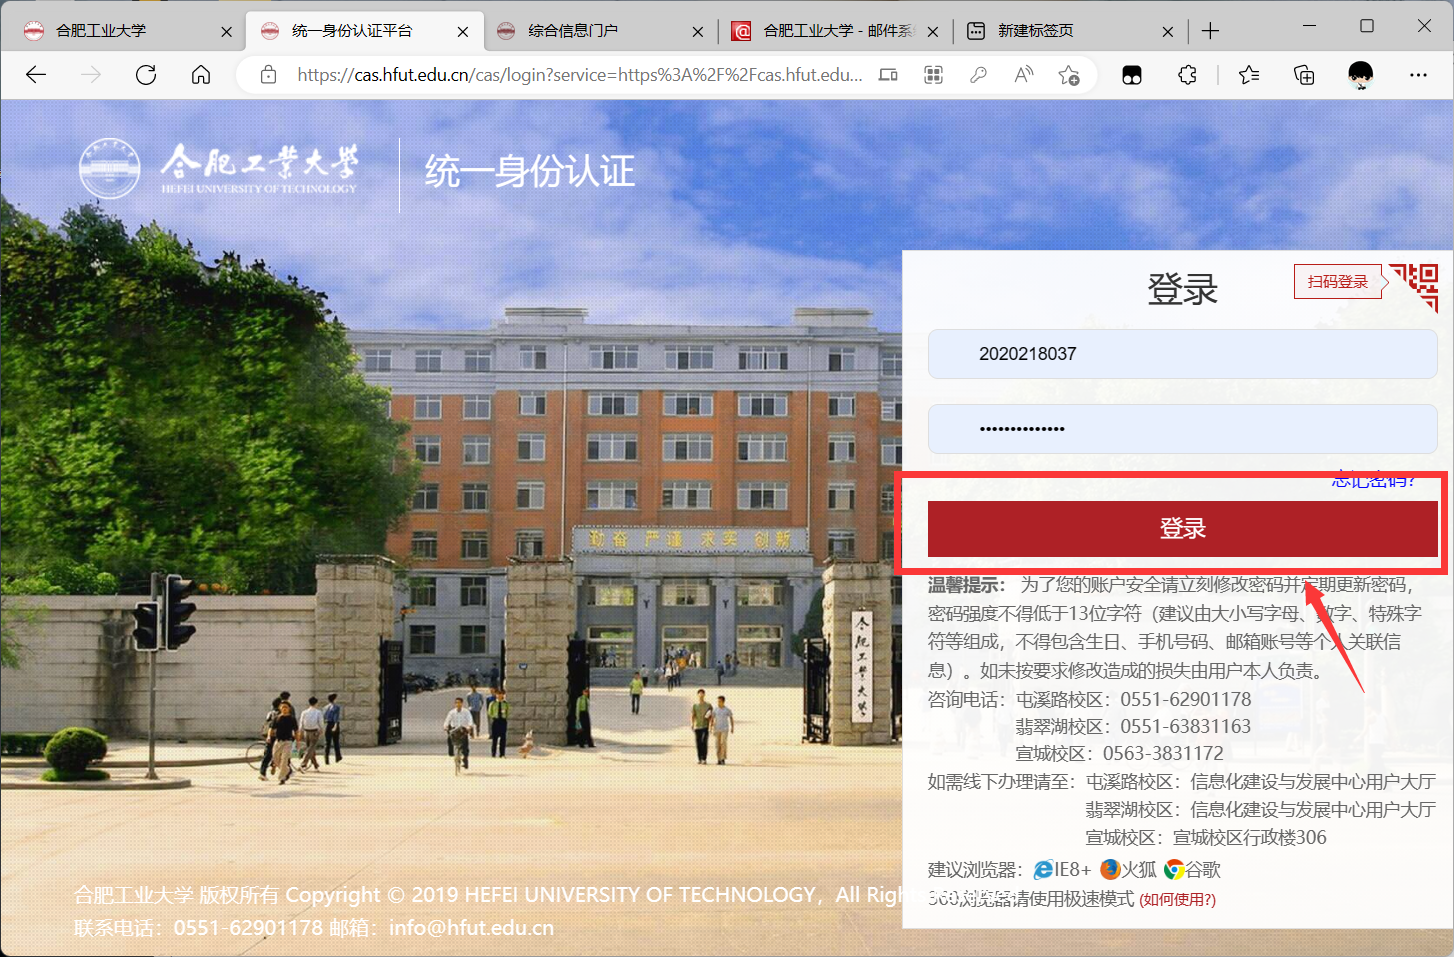 合肥工业大学
统一身份认证平台
综合信息门户
合肥工业大学 - 邮件系
新建标签页
https://cas.hfut.edu.cn/cas/login?service=https%3A%2F%2Fcas.hfut.edu...
合肥工业大学
HEFEI UNIVERSITY OF TECHNOLOGY
统一身份认证
登录
扫码登录
2020218037
••••••••••••••
忘记密码?
登录
勤奋 严谨 求实 创新
合肥工业大学
温馨提示： 为了您的账户安全请立刻修改密码并定期更新密码，
密码强度不得低于13位字符（建议由大小写字母、数字、特殊字
符等组成，不得包含生日、手机号码、邮箱账号等个人关联信
息）。如未按要求修改造成的损失由用户本人负责。
咨询电话：屯溪路校区：0551-62901178
翡翠湖校区：0551-63831163
宣城校区：0563-3831172
如需线下办理请至：屯溪路校区：信息化建设与发展中心用户大厅
翡翠湖校区：信息化建设与发展中心用户大厅
宣城校区：宣城校区行政楼306
建议浏览器：IE8+ 火狐 谷歌
360浏览器请使用极速模式 (如何使用?)
合肥工业大学 版权所有 Copyright © 2019 HEFEI UNIVERSITY OF TECHNOLOGY，All Rights
联系电话：0551-62901178 邮箱：info@hfut.edu.cn